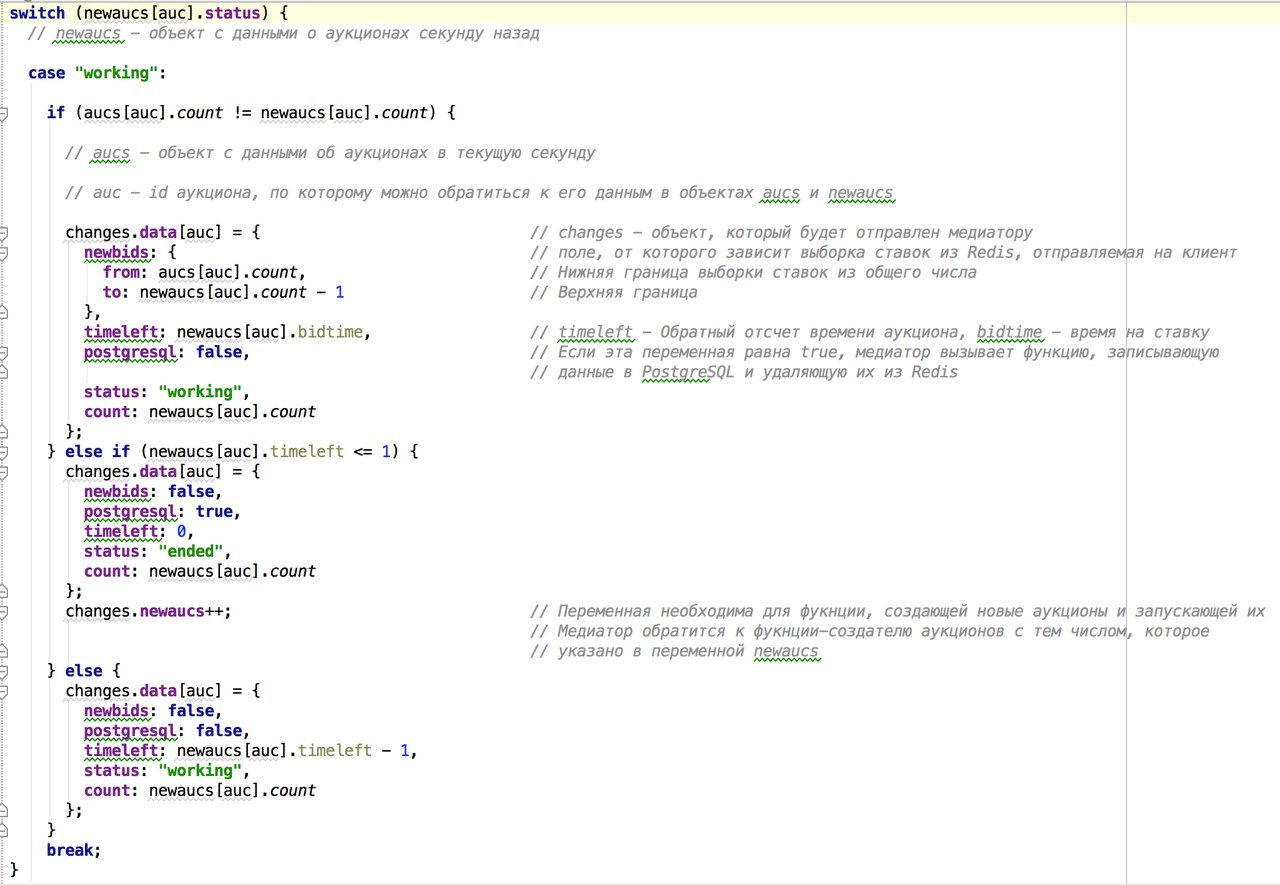 switch (newaucs[auc].status) {
// newaucs – объект с данными о аукционах секунду назад
case "working":
if (aucs[auc].count != newaucs[auc].count) {
// aucs – объект с данными об аукционах в текущую секунду
// auc – id аукциона, по которому можно обратиться к его данным в объектах aucs и newaucs
changes.data[auc] = { // changes – объект, который будет отправлен медиатору
newbids: { // поле, от которого зависит выборка ставок из Redis, отправляемая на клиент
from: aucs[auc].count, // Нижняя граница выборки ставок из общего числа
to: newaucs[auc].count - 1 // Верхняя граница
},
timeleft: newaucs[auc].bidtime, // timeleft – Обратный отсчет времени аукциона, bidtime – время на ставку
postgresql: false, // Если эта переменная равна true, медиатор вызывает функцию, записывающую
// данные в PostgreSQL и удаляющую их из Redis
status: "working",
count: newaucs[auc].count
};
} else if (newaucs[auc].timeleft <= 1) {
changes.data[auc] = {
newbids: false,
postgresql: true,
timeleft: 0,
status: "ended",
count: newaucs[auc].count
};
changes.newaucs++; // Переменная необходима для фукнции, создающей новые аукционы и запускающей их
// Медиатор обратится к фукнции-создателю аукционов с тем числом, которое
// указано в переменной newaucs
} else {
changes.data[auc] = {
newbids: false,
postgresql: false,
timeleft: newaucs[auc].timeleft - 1,
status: "working",
count: newaucs[auc].count
};
}
break;
}